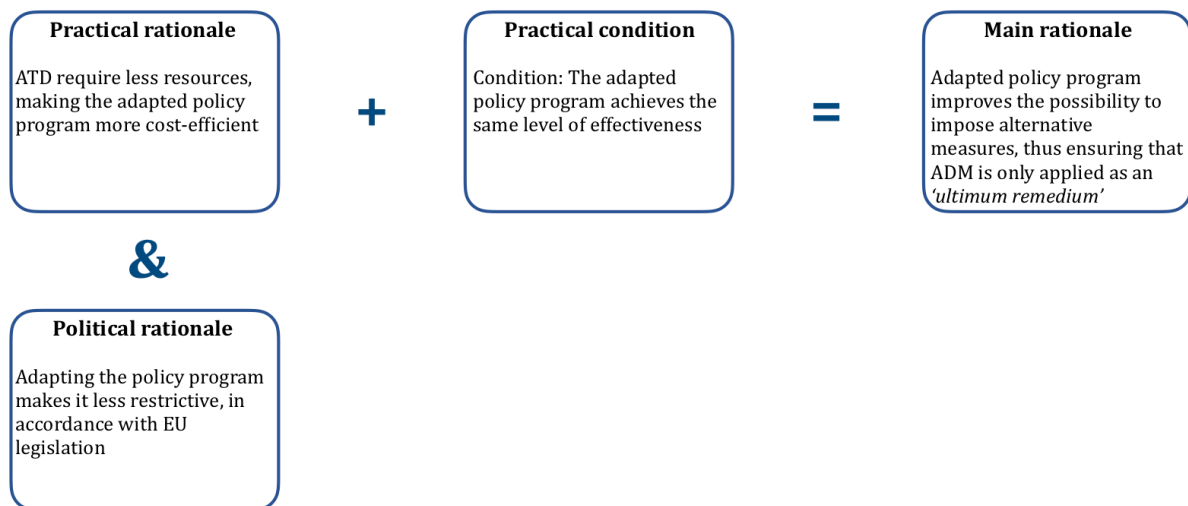 Practical rationale
ATD require less resources,
making the adapted policy
program more cost-efficient
+
Practical condition
Condition: The adapted
policy program achieves the
same level of effectiveness
=
Main rationale
Adapted policy program
improves the possibility to
impose alternative
measures, thus ensuring that
ADM is only applied as an
‘ultimum remedium’
&
Political rationale
Adapting the policy program
makes it less restrictive, in
accordance with EU
legislation